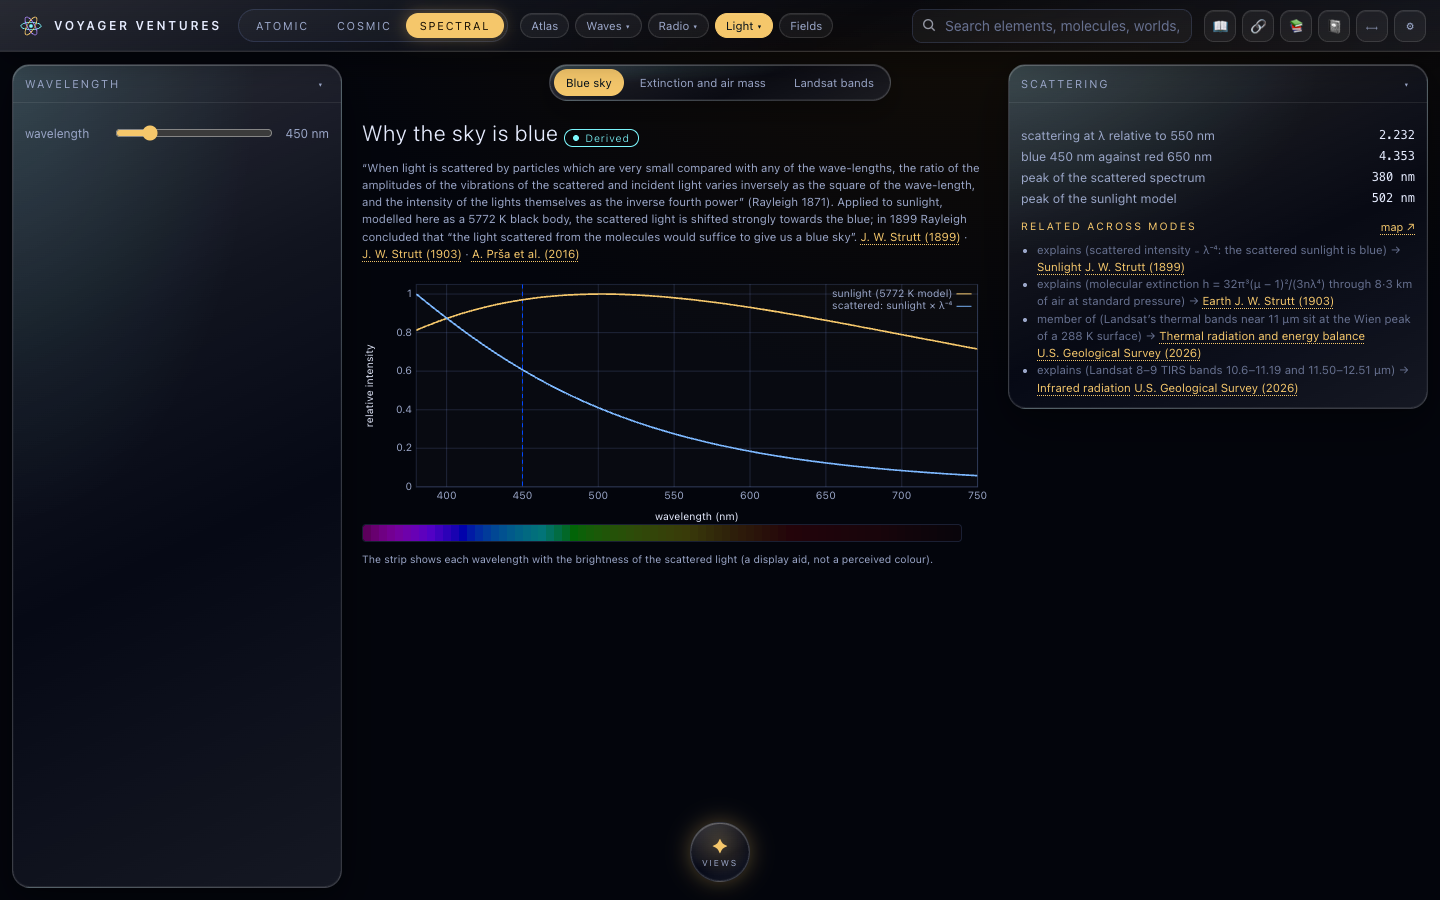 VOYAGER VENTURES
ATOMIC COSMIC SPECTRAL
Atlas Waves Radio Light Fields
Search elements, molecules, worlds,
WAVELENGTH
wavelength 450 nm
Blue sky Extinction and air mass Landsat bands
Why the sky is blue Derived
“When light is scattered by particles which are very small compared with any of the wave-lengths, the ratio of the
amplitudes of the vibrations of the scattered and incident light varies inversely as the square of the wave-length,
and the intensity of the lights themselves as the inverse fourth power” (Rayleigh 1871). Applied to sunlight,
modelled here as a 5772 K black body, the scattered light is shifted strongly towards the blue; in 1899 Rayleigh
concluded that “the light scattered from the molecules would suffice to give us a blue sky”. J. W. Strutt (1899) ·
J. W. Strutt (1903) · A. Prša et al. (2016)
sunlight (5772 K model)
scattered: sunlight × λ⁻⁴
relative intensity
1
0.8
0.6
0.4
0.2
0
400 450 500 550 600 650 700 750
wavelength (nm)
The strip shows each wavelength with the brightness of the scattered light (a display aid, not a perceived colour).
VIEWS
SCATTERING
scattering at λ relative to 550 nm 2.232
blue 450 nm against red 650 nm 4.353
peak of the scattered spectrum 380 nm
peak of the sunlight model 502 nm
RELATED ACROSS MODES map ↗
explains (scattered intensity λ⁻⁴: the scattered sunlight is blue) →
Sunlight J. W. Strutt (1899)
explains (molecular extinction h = 32π³(μ − 1)²/(3nλ⁴) through 8·3 km
of air at standard pressure) → Earth J. W. Strutt (1903)
member of (Landsat's thermal bands near 11 μm sit at the Wien peak
of a 288 K surface) → Thermal radiation and energy balance
U.S. Geological Survey (2026)
explains (Landsat 8–9 TIRS bands 10.6–11.19 and 11.50–12.51 μm) →
Infrared radiation U.S. Geological Survey (2026)